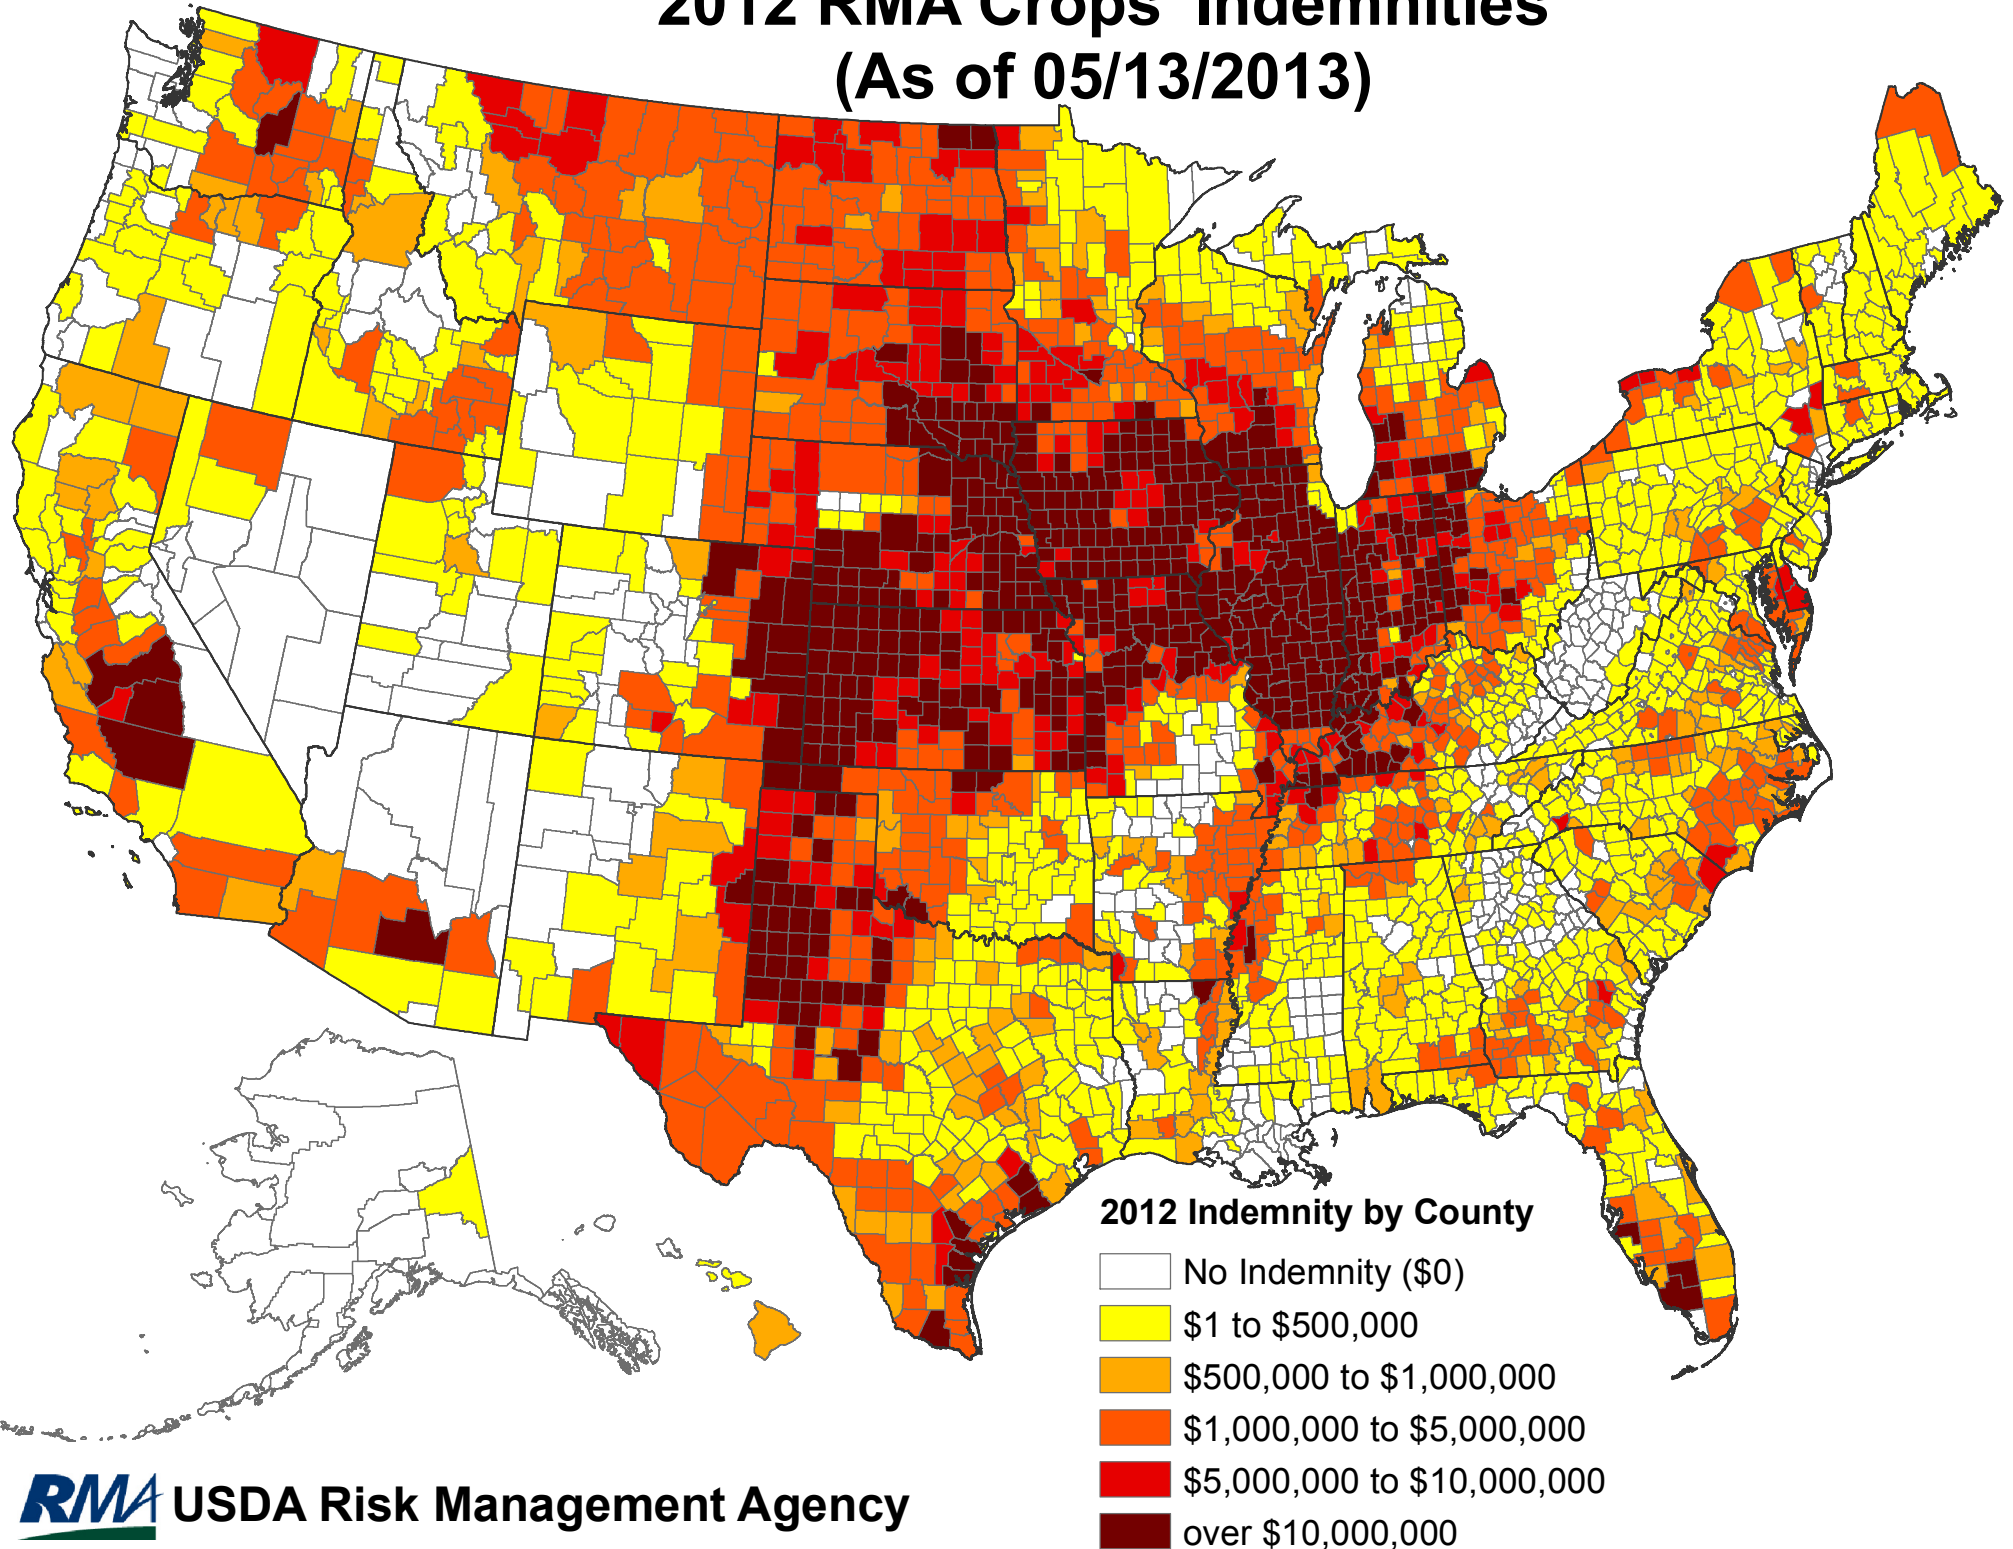 2012 RMA Crops' Indemnities
(As of 05/13/2013)
2012 Indemnity by County
No Indemnity ($0)
$1 to $500,000
$500,000 to $1,000,000
$1,000,000 to $5,000,000
$5,000,000 to $10,000,000
over $10,000,000
RMA USDA Risk Management Agency